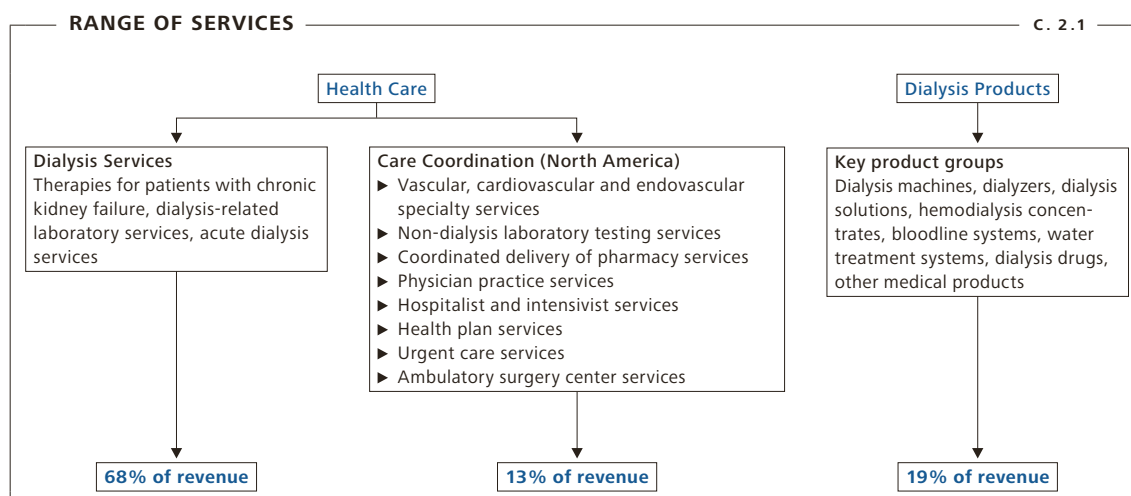 RANGE OF SERVICES
C. 2.1
Health Care
Dialysis Products
Dialysis Services
Therapies for patients with chronic
kidney failure, dialysis-related
laboratory services, acute dialysis
services
Care Coordination (North America)
► Vascular, cardiovascular and endovascular
specialty services
► Non-dialysis laboratory testing services
► Coordinated delivery of pharmacy services
► Physician practice services
► Hospitalist and intensivist services
► Health plan services
► Urgent care services
► Ambulatory surgery center services
Key product groups
Dialysis machines, dialyzers, dialysis
solutions, hemodialysis concen-
trates, bloodline systems, water
treatment systems, dialysis drugs,
other medical products
68% of revenue
13% of revenue
19% of revenue